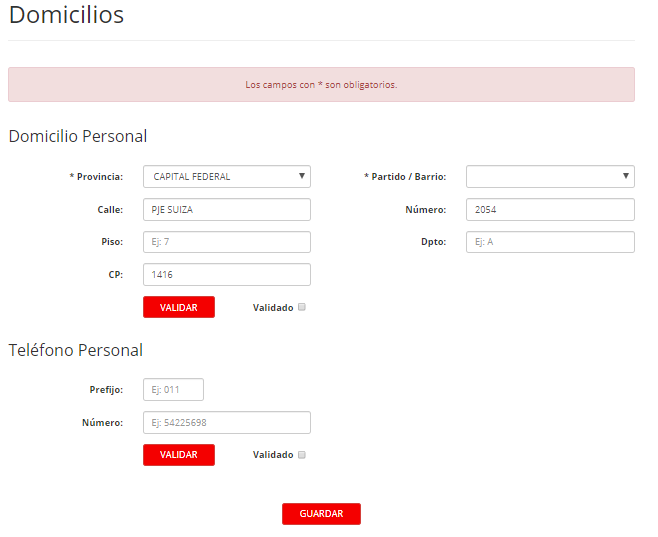 Domicilios
Los campos con * son obligatorios.
Domicilio Personal
* Provincia: CAPITAL FEDERAL * Partido / Barrio:
Calle: PJE SUIZA Número: 2054
Piso: Ej: 7 Dpto: Ej: A
CP: 1416
VALIDAR Validado
Teléfono Personal
Prefijo: Ej: 011
Número: Ej: 54225698
VALIDAR Validado
GUARDAR